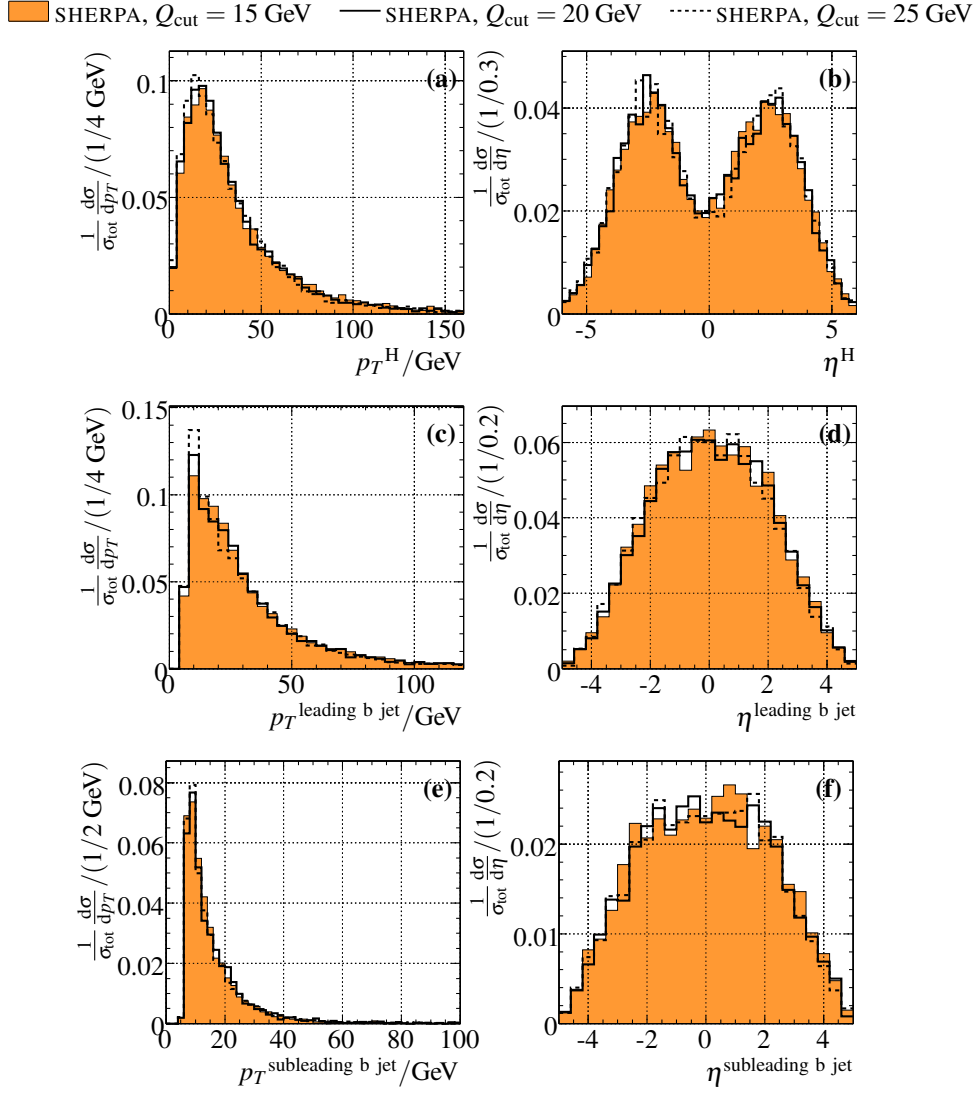 SHERPA, Q_cut = 15 GeV SHERPA, Q_cut = 20 GeV SHERPA, Q_cut = 25 GeV
(a)
1/σ_tot dσ/dp_T /(1/4 GeV)
0.1
0.05
0
0 50 100 150
p_T^H/GeV
(b)
1/σ_tot dσ/dη /(1/0.3)
0.04
0.02
0
-5 0 5
η^H
(c)
1/σ_tot dσ/dp_T /(1/4 GeV)
0.15
0.1
0.05
0
0 50 100
p_T^leading b jet/GeV
(d)
1/σ_tot dσ/dη /(1/0.2)
0.06
0.04
0.02
0
-4 -2 0 2 4
η^leading b jet
(e)
1/σ_tot dσ/dp_T /(1/2 GeV)
0.08
0.06
0.04
0.02
0
0 20 40 60 80 100
p_T^subleading b jet/GeV
(f)
1/σ_tot dσ/dη /(1/0.2)
0.02
0.01
0
-4 -2 0 2 4
η^subleading b jet